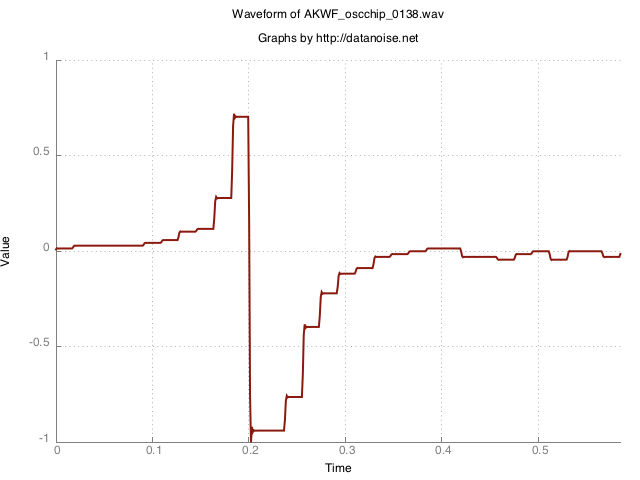 Waveform of AKWF_oscchip_0138.wav
Graphs by http://datanoise.net
1
0.5
0
-0.5
-1
Value
0 0.1 0.2 0.3 0.4 0.5
Time